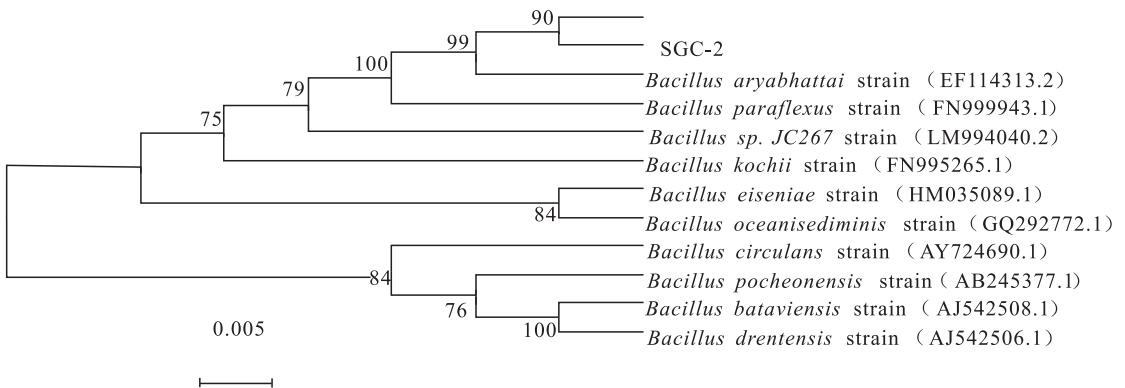 90
99
SGC-2
100
Bacillus aryabhattai strain （EF114313.2）
79
Bacillus paraflexus strain （FN999943.1）
75
Bacillus sp. JC267 strain （LM994040.2）
Bacillus kochii strain （FN995265.1）
Bacillus eiseniae strain （HM035089.1）
84
Bacillus oceanisediminis strain （GQ292772.1）
Bacillus circulans strain （AY724690.1）
84
Bacillus pocheonensis strain（AB245377.1）
76
Bacillus bataviensis strain （AJ542508.1）
0.005
100
Bacillus drentensis strain （AJ542506.1）